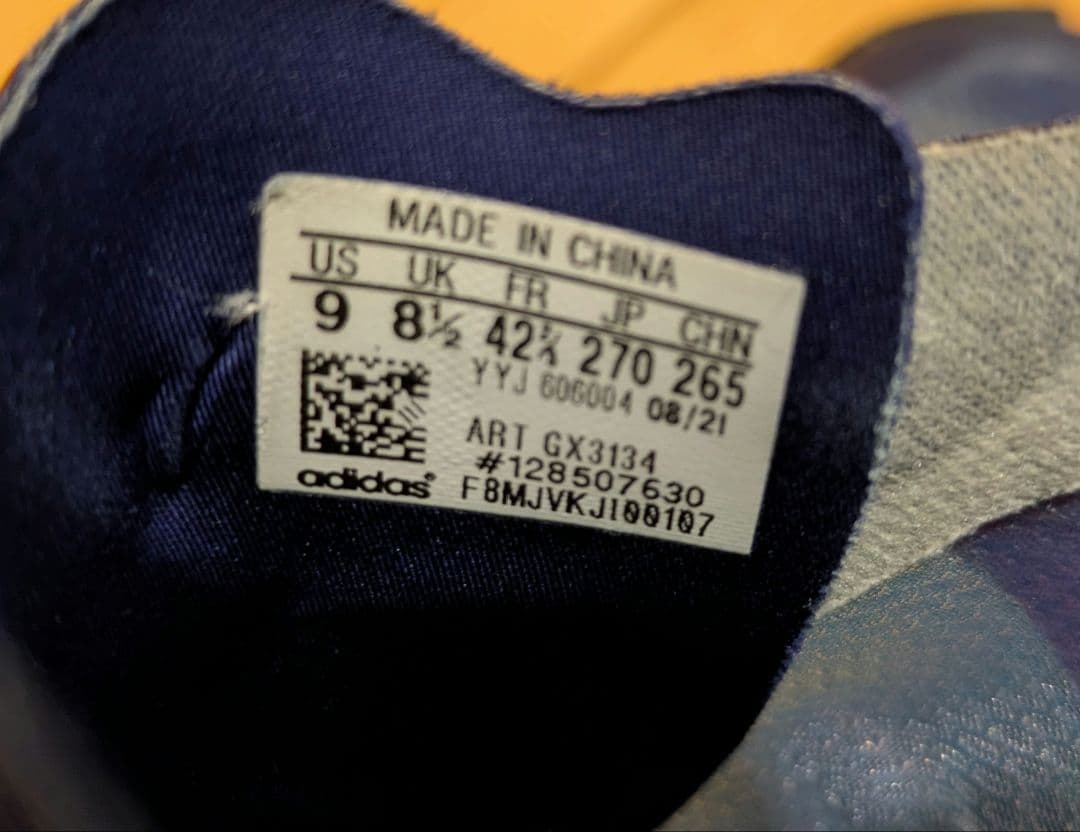 MADE IN CHINA
US UK FR JP CHN
9 8½ 42⅔ 270 265
YYJ 606004 08/21
ART GX3134
#128507630
adidas® F8MJVKJI00107